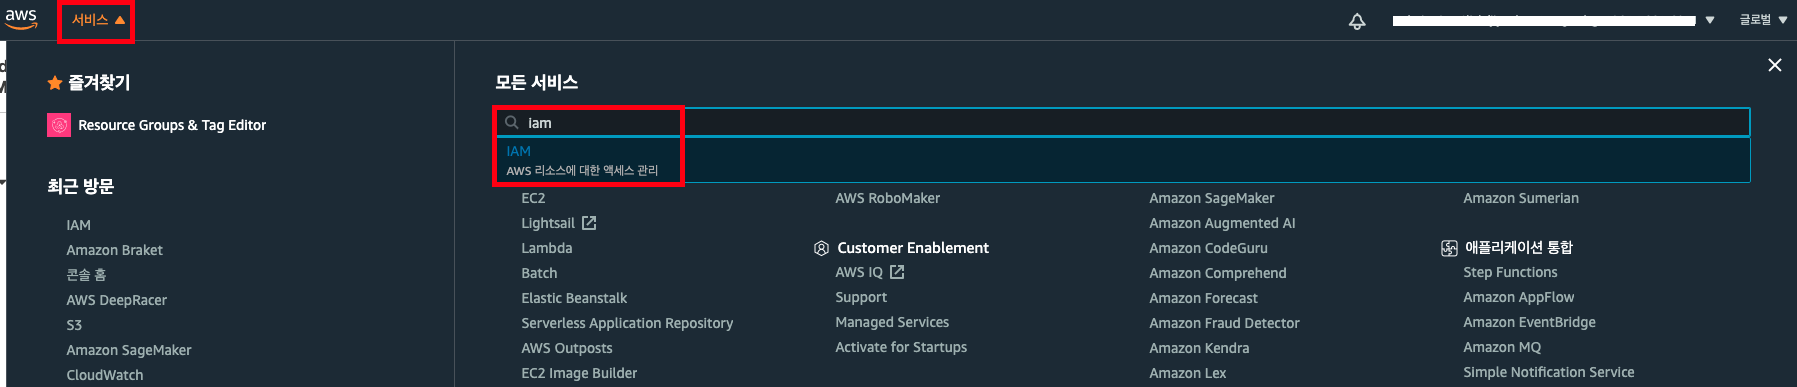 aws
서비스
글로벌
d
M
즐겨찾기
Resource Groups & Tag Editor
최근 방문
IAM
Amazon Braket
콘솔 홈
AWS DeepRacer
S3
Amazon SageMaker
CloudWatch
모든 서비스
iam
IAM
AWS 리소스에 대한 액세스 관리
EC2
Lightsail
Lambda
Batch
Elastic Beanstalk
Serverless Application Repository
AWS Outposts
EC2 Image Builder
AWS RoboMaker
Customer Enablement
AWS IQ
Support
Managed Services
Activate for Startups
Amazon SageMaker
Amazon Augmented AI
Amazon CodeGuru
Amazon Comprehend
Amazon Forecast
Amazon Fraud Detector
Amazon Kendra
Amazon Lex
Amazon Sumerian
애플리케이션 통합
Step Functions
Amazon AppFlow
Amazon EventBridge
Amazon MQ
Simple Notification Service